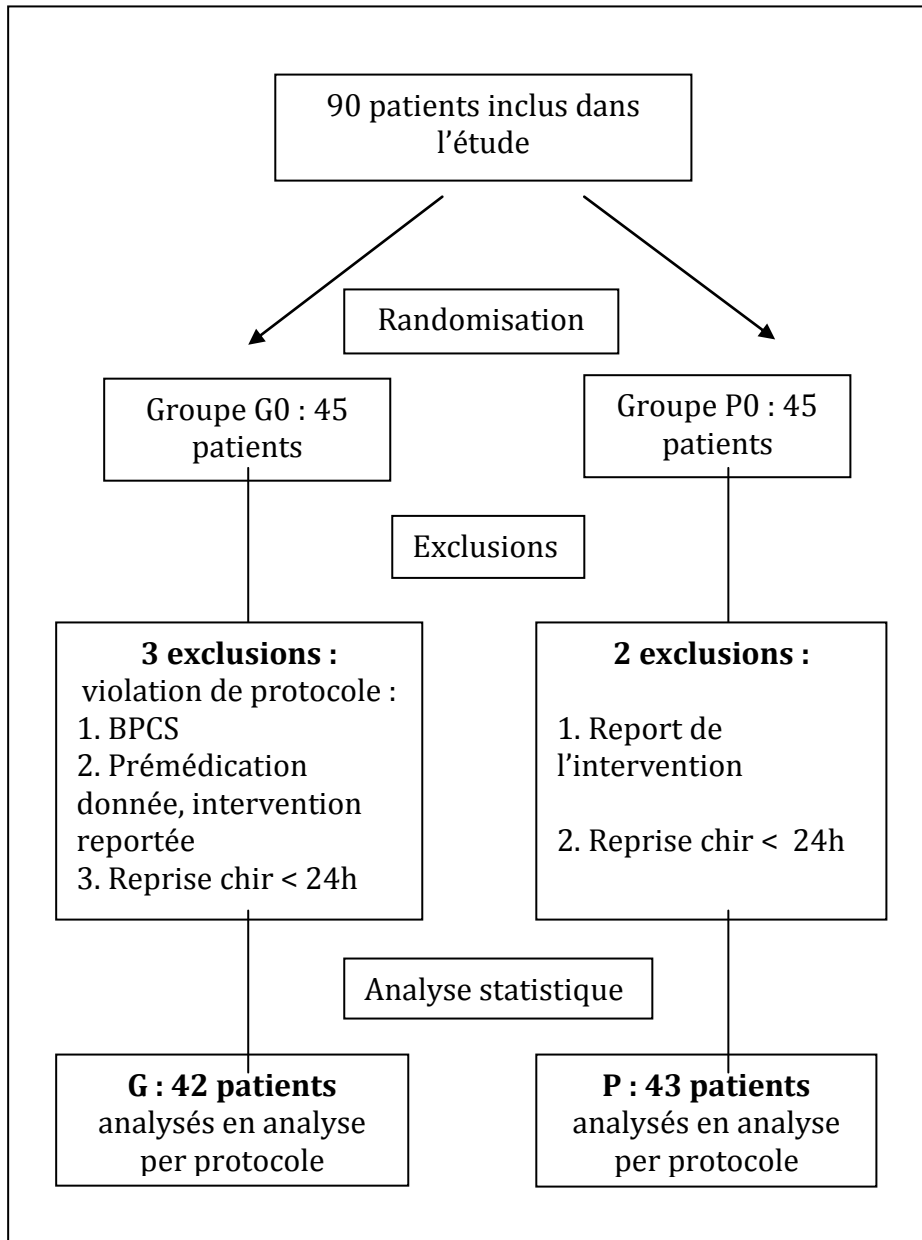 90 patients inclus dans
l’étude
Randomisation
Groupe G0 : 45
patients
Groupe P0 : 45
patients
Exclusions
3 exclusions :
violation de protocole :
1. BPCS
2. Prémédication
donnée, intervention
reportée
3. Reprise chir < 24h
2 exclusions :
1. Report de
l’intervention
2. Reprise chir < 24h
Analyse statistique
G : 42 patients
analysés en analyse
per protocole
P : 43 patients
analysés en analyse
per protocole